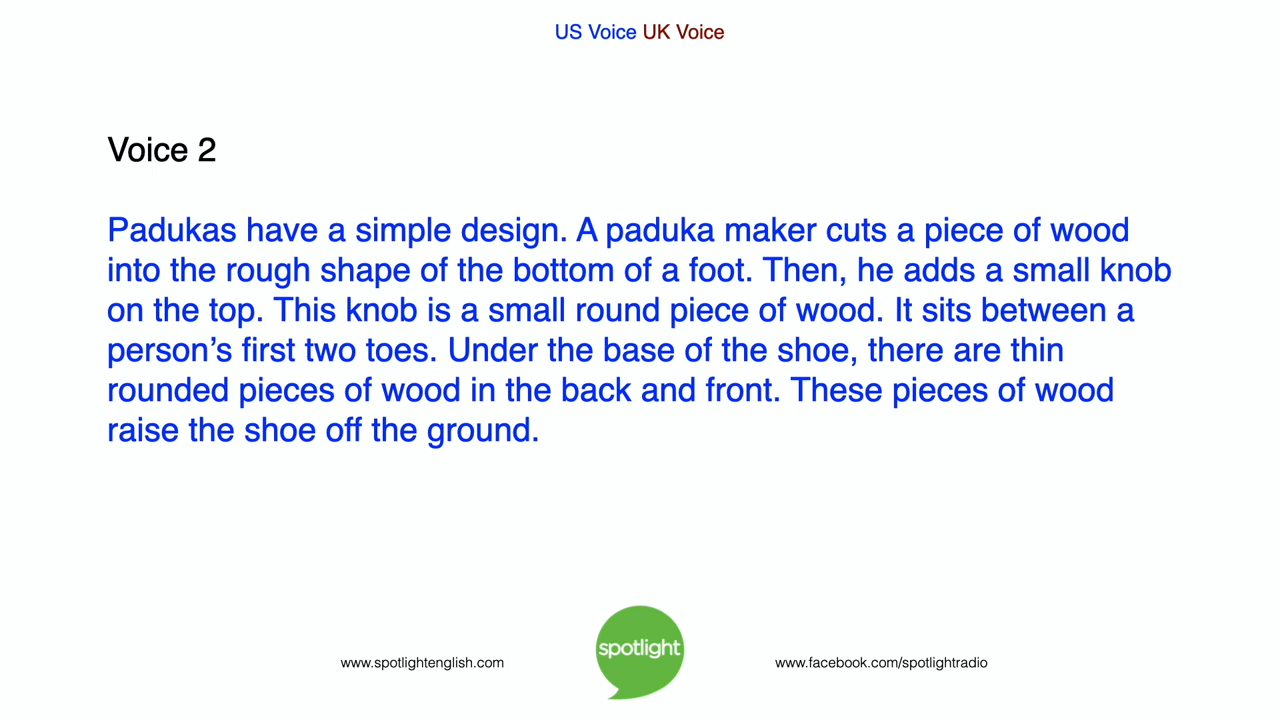 US Voice UK Voice
Voice 2
Padukas have a simple design. A paduka maker cuts a piece of wood
into the rough shape of the bottom of a foot. Then, he adds a small knob
on the top. This knob is a small round piece of wood. It sits between a
person’s first two toes. Under the base of the shoe, there are thin
rounded pieces of wood in the back and front. These pieces of wood
raise the shoe off the ground.
spotlight
www.spotlightenglish.com
www.facebook.com/spotlightradio